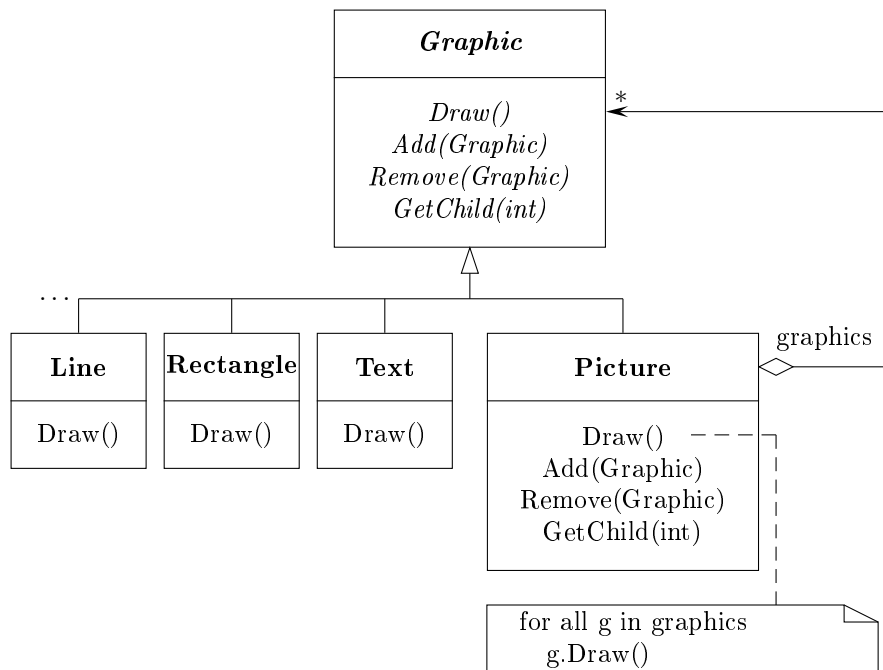 Graphic
Draw()
Add(Graphic)
Remove(Graphic)
GetChild(int)
*
...
Line
Draw()
Rectangle
Draw()
Text
Draw()
Picture
Draw()
Add(Graphic)
Remove(Graphic)
GetChild(int)
graphics
for all g in graphics
g.Draw()